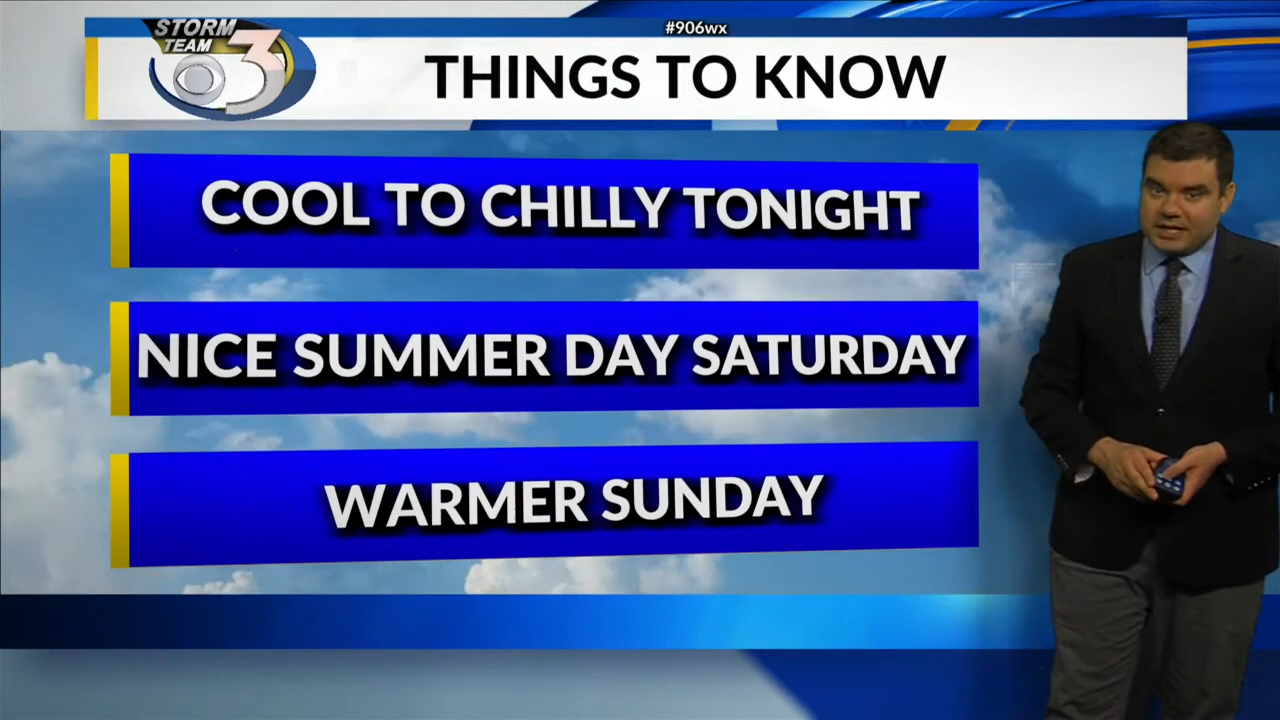 #906wx
STORM
TEAM
3
THINGS TO KNOW
COOL TO CHILLY TONIGHT
NICE SUMMER DAY SATURDAY
WARMER SUNDAY